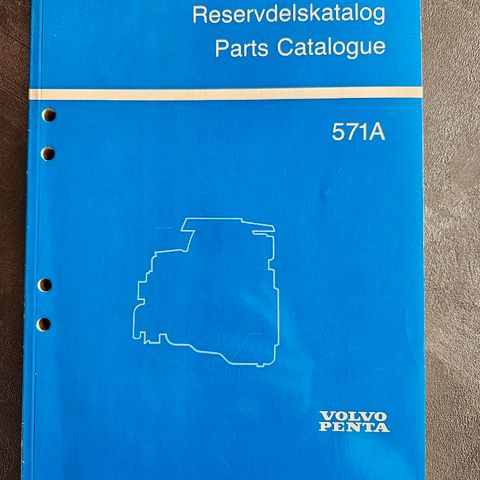 Reservdelskatalog
Parts Catalogue
571A
VOLVO
PENTA